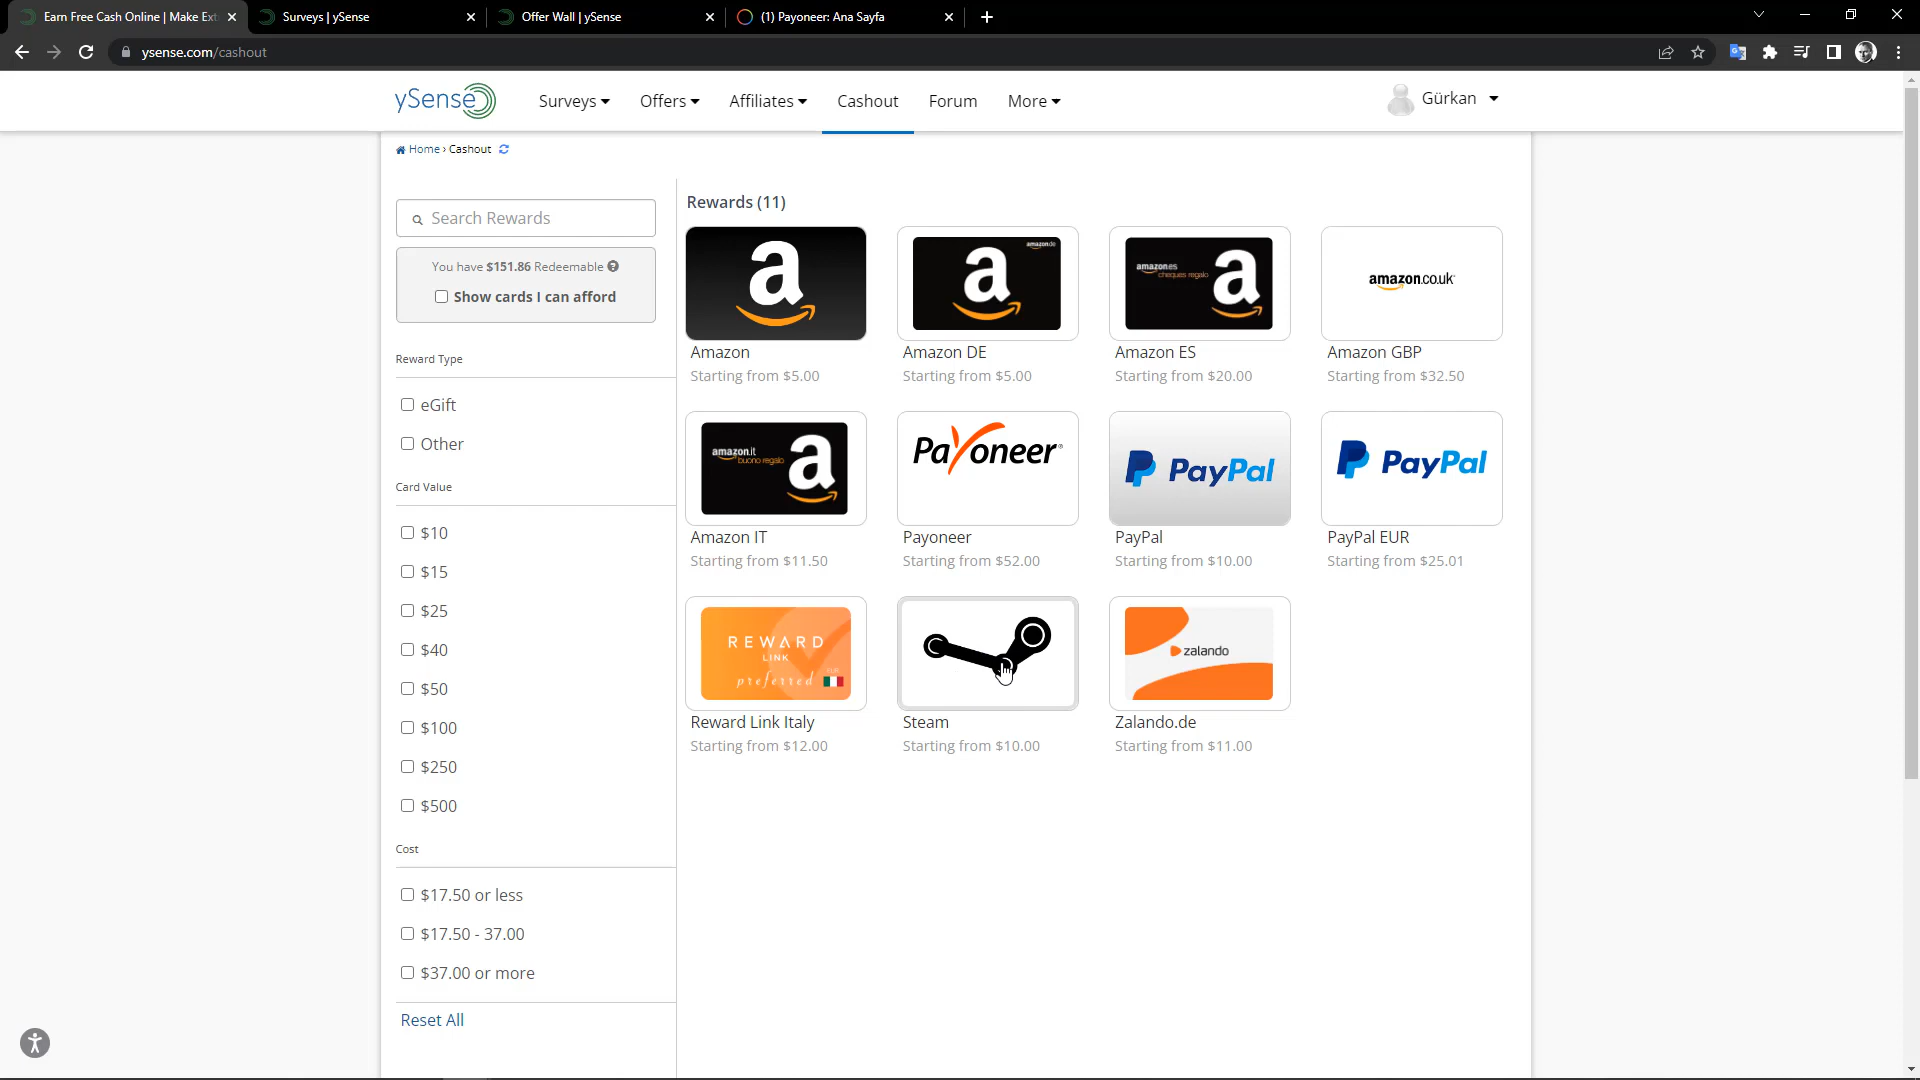 Earn Free Cash Online | Make Ext
Surveys | ySense
Offer Wall | ySense
(1) Payoneer: Ana Sayfa
ysense.com/cashout
ySense
Surveys
Offers
Affiliates
Cashout
Forum
More
Gürkan
Home › Cashout
Search Rewards
You have $151.86 Redeemable
Show cards I can afford
Reward Type
eGift
Other
Card Value
$10
$15
$25
$40
$50
$100
$250
$500
Cost
$17.50 or less
$17.50 - 37.00
$37.00 or more
Reset All
Rewards (11)
a
Amazon
Starting from $5.00
amazon.de
a
Amazon DE
Starting from $5.00
amazon.es
cheques regalo
a
Amazon ES
Starting from $20.00
amazon.co.uk
Amazon GBP
Starting from $32.50
amazon.it
buono regalo
a
Amazon IT
Starting from $11.50
Payoneer
Payoneer
Starting from $52.00
PayPal
PayPal
Starting from $10.00
PayPal
PayPal EUR
Starting from $25.01
REWARD
LINK
preferred
Reward Link Italy
Starting from $12.00
Steam
Starting from $10.00
zalando
Zalando.de
Starting from $11.00